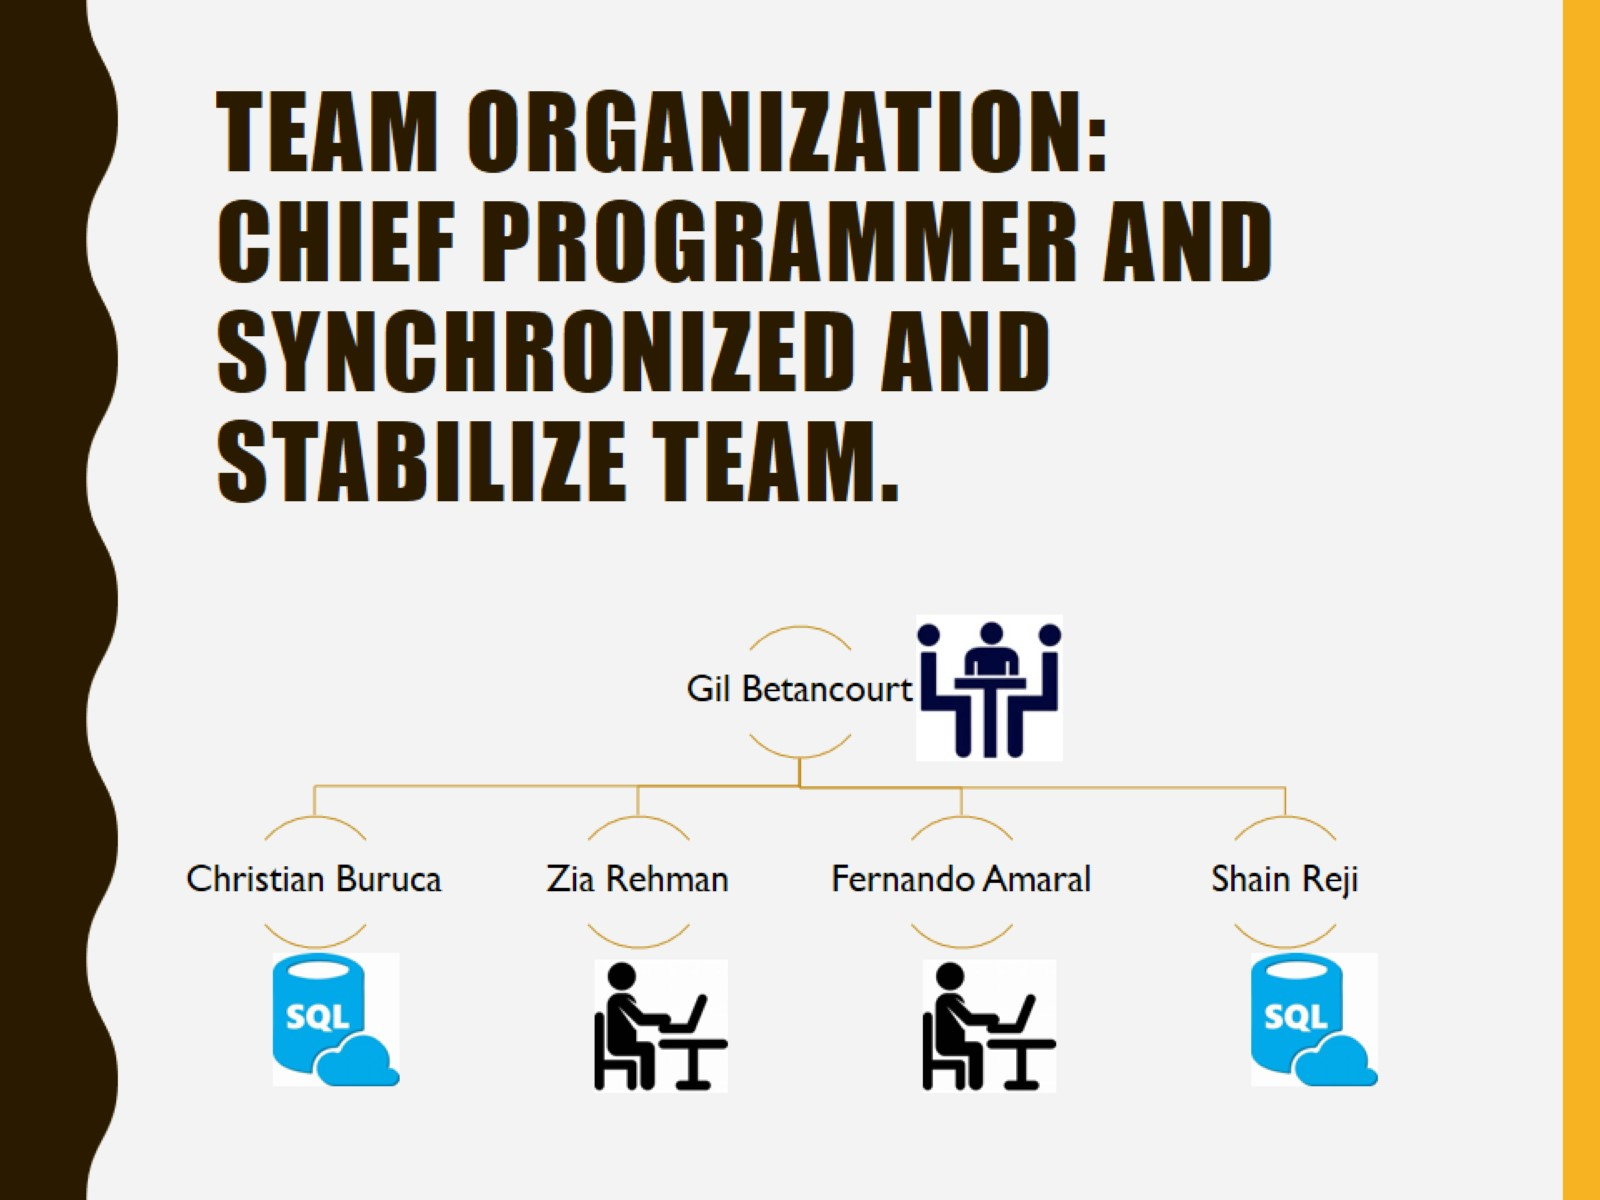 TEAM ORGANIZATION:
CHIEF PROGRAMMER AND
SYNCHRONIZED AND
STABILIZE TEAM.
Gil Betancourt
Christian Buruca
Zia Rehman
Fernando Amaral
Shain Reji
SQL
SQL